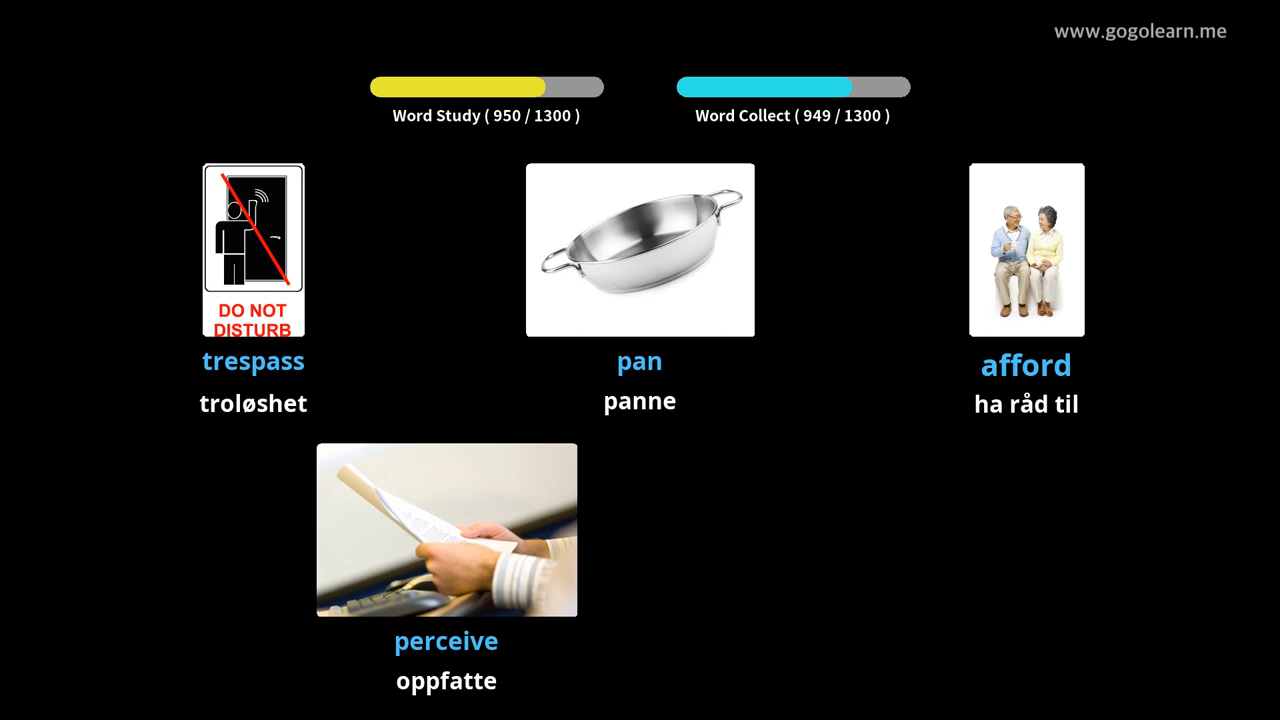 www.gogolearn.me
Word Study ( 950 / 1300 )
Word Collect ( 949 / 1300 )
DO NOT
DISTURB
trespass
troløshet
pan
panne
afford
ha råd til
perceive
oppfatte